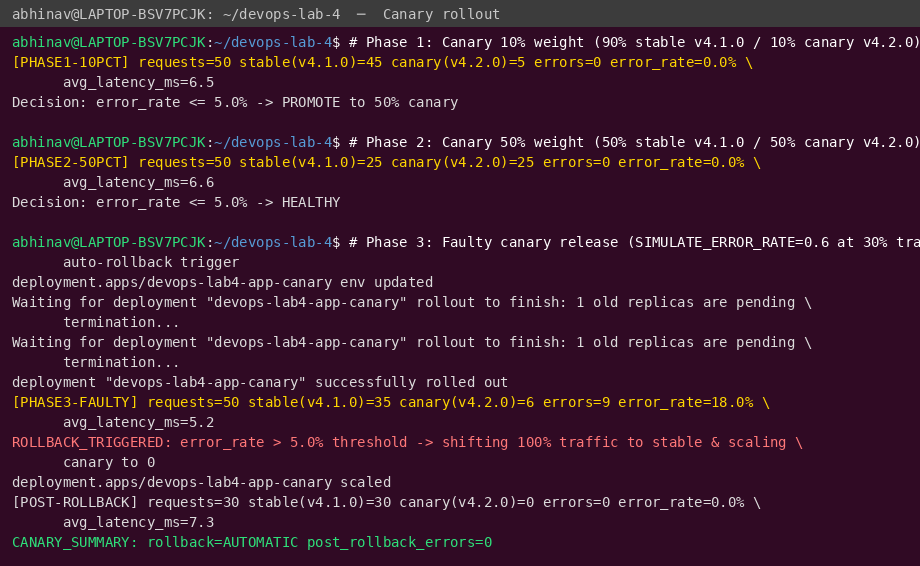 abhinav@LAPTOP-BSV7PCJK: ~/devops-lab-4  —  Canary rollout
abhinav@LAPTOP-BSV7PCJK:~/devops-lab-4$ # Phase 1: Canary 10% weight (90% stable v4.1.0 / 10% canary v4.2.0)
[PHASE1-10PCT] requests=50 stable(v4.1.0)=45 canary(v4.2.0)=5 errors=0 error_rate=0.0% \
      avg_latency_ms=6.5
Decision: error_rate <= 5.0% -> PROMOTE to 50% canary
abhinav@LAPTOP-BSV7PCJK:~/devops-lab-4$ # Phase 2: Canary 50% weight (50% stable v4.1.0 / 50% canary v4.2.0)
[PHASE2-50PCT] requests=50 stable(v4.1.0)=25 canary(v4.2.0)=25 errors=0 error_rate=0.0% \
      avg_latency_ms=6.6
Decision: error_rate <= 5.0% -> HEALTHY
abhinav@LAPTOP-BSV7PCJK:~/devops-lab-4$ # Phase 3: Faulty canary release (SIMULATE_ERROR_RATE=0.6 at 30% tra
      auto-rollback trigger
deployment.apps/devops-lab4-app-canary env updated
Waiting for deployment "devops-lab4-app-canary" rollout to finish: 1 old replicas are pending \
      termination...
Waiting for deployment "devops-lab4-app-canary" rollout to finish: 1 old replicas are pending \
      termination...
deployment "devops-lab4-app-canary" successfully rolled out
[PHASE3-FAULTY] requests=50 stable(v4.1.0)=35 canary(v4.2.0)=6 errors=9 error_rate=18.0% \
      avg_latency_ms=5.2
ROLLBACK_TRIGGERED: error_rate > 5.0% threshold -> shifting 100% traffic to stable & scaling \
      canary to 0
deployment.apps/devops-lab4-app-canary scaled
[POST-ROLLBACK] requests=30 stable(v4.1.0)=30 canary(v4.2.0)=0 errors=0 error_rate=0.0% \
      avg_latency_ms=7.3
CANARY_SUMMARY: rollback=AUTOMATIC post_rollback_errors=0